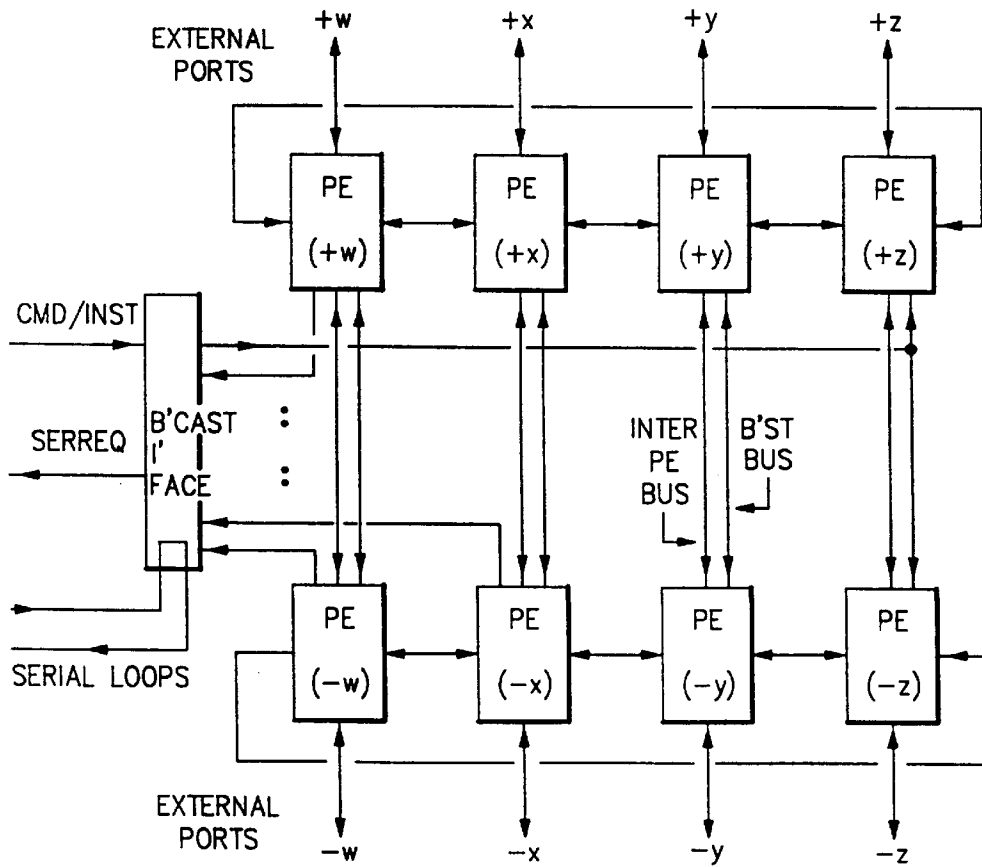 +w +x +y +z
EXTERNAL
PORTS
PE PE PE PE
(+w) (+x) (+y) (+z)
CMD/INST
B'CAST
I'
FACE
SERREQ
INTER
PE
BUS
B'ST
BUS
SERIAL LOOPS
PE PE PE PE
(−w) (−x) (−y) (−z)
EXTERNAL
PORTS
−w −x −y −z